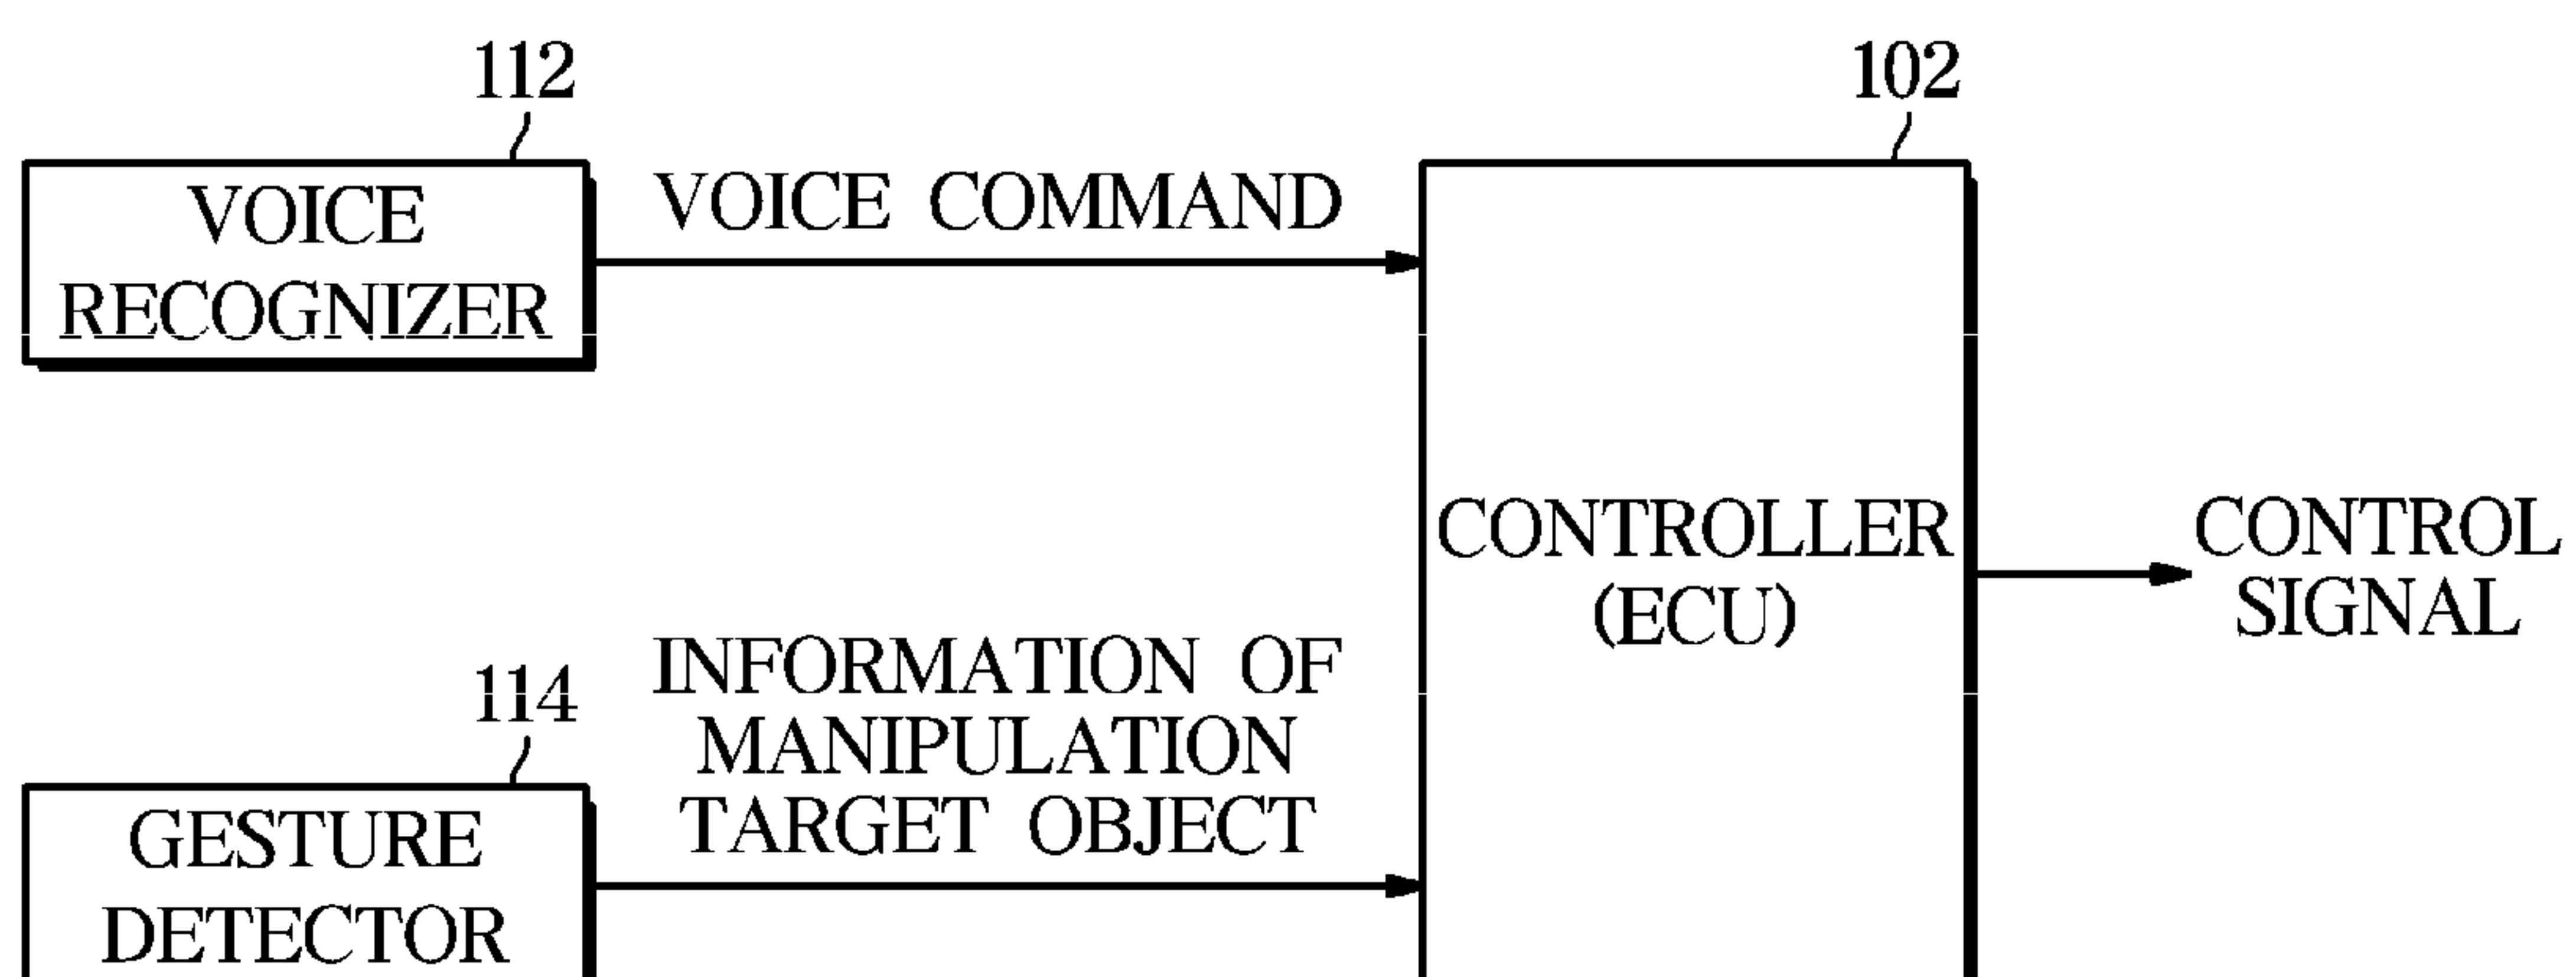 112
VOICE
RECOGNIZER
VOICE COMMAND
102
CONTROLLER
(ECU)
CONTROL
SIGNAL
114
GESTURE
DETECTOR
INFORMATION OF
MANIPULATION
TARGET OBJECT